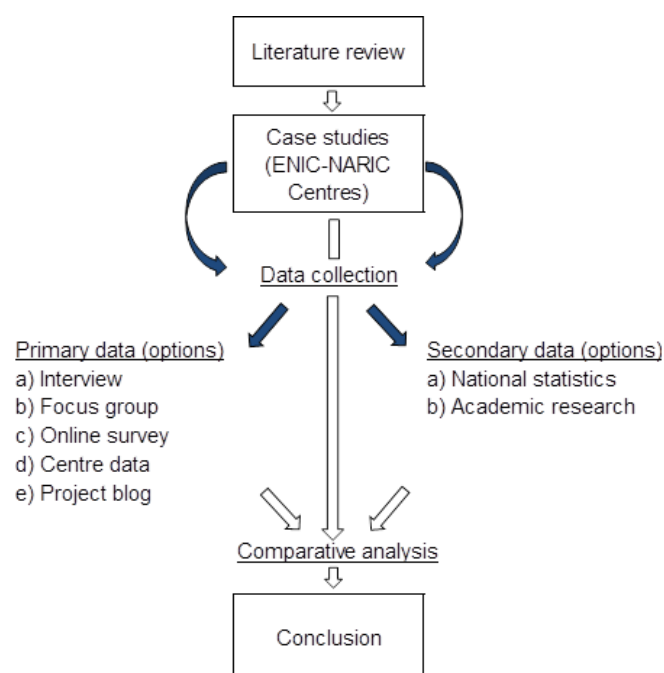 Literature review
Case studies
(ENIC-NARIC
Centres)
Data collection
Primary data (options)
a) Interview
b) Focus group
c) Online survey
d) Centre data
e) Project blog
Secondary data (options)
a) National statistics
b) Academic research
Comparative analysis
Conclusion